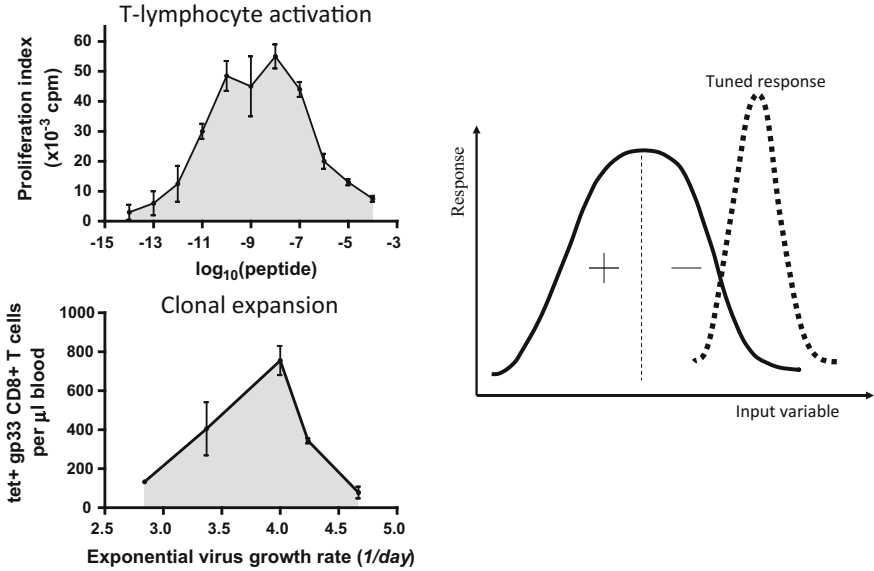 T-lymphocyte activation
Proliferation index
(x10-3 cpm)
60
50
40
30
20
10
0
-15 -13 -11 -9 -7 -5 -3
log10(peptide)
Clonal expansion
tet+ gp33 CD8+ T cells
per µl blood
1000
800
600
400
200
0
2.5 3.0 3.5 4.0 4.5 5.0
Exponential virus growth rate (1/day)
Tuned response
Response
+ −
Input variable